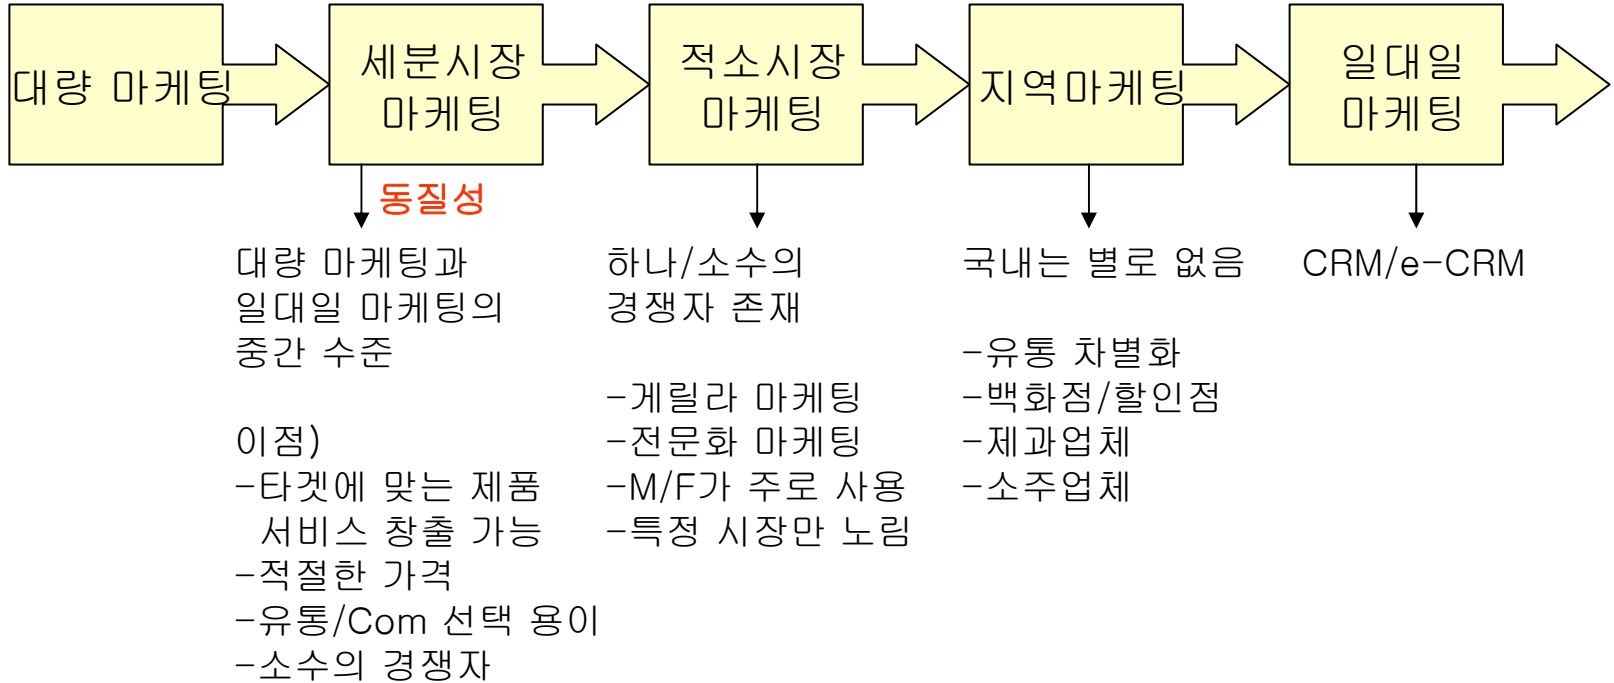 대량 마케팅
세분시장
마케팅
적소시장
마케팅
지역마케팅
일대일
마케팅
동질성
대량 마케팅과
일대일 마케팅의
중간 수준
이점)
-타겟에 맞는 제품
서비스 창출 가능
-적절한 가격
-유통/Com 선택 용이
-소수의 경쟁자
하나/소수의
경쟁자 존재
-게릴라 마케팅
-전문화 마케팅
-M/F가 주로 사용
-특정 시장만 노림
국내는 별로 없음
-유통 차별화
-백화점/할인점
-제과업체
-소주업체
CRM/e-CRM